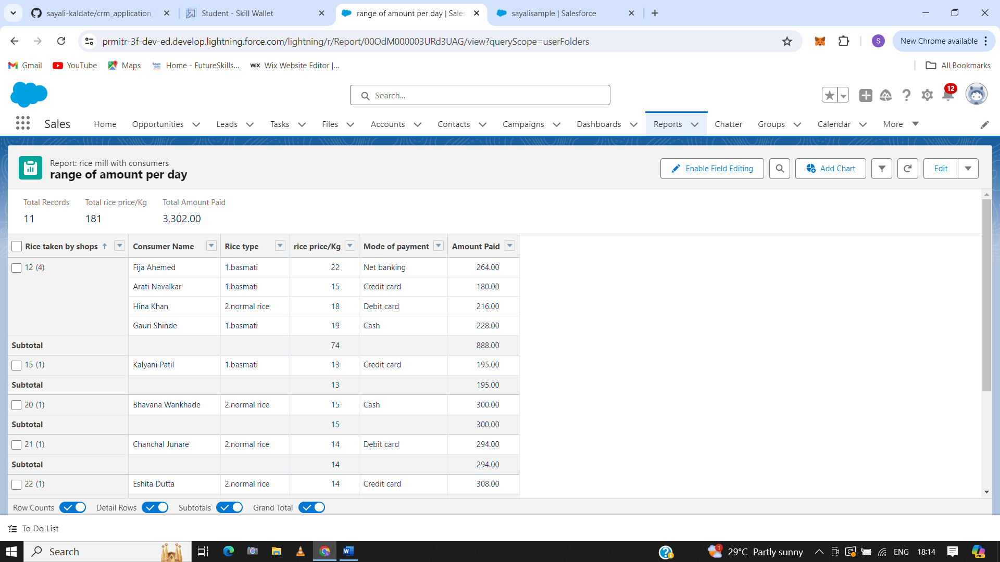 sayali-kaldate/crm_application_
Student - Skill Wallet
range of amount per day | Sales
sayalisample | Salesforce
prmitr-3f-dev-ed.develop.lightning.force.com/lightning/r/Report/00OdM000003URd3UAG/view?queryScope=userFolders
S
New Chrome available
Gmail
YouTube
Maps
Home - FutureSkills...
WIX Wix Website Editor |...
All Bookmarks
Search...
12
Sales
Home
Opportunities
Leads
Tasks
Files
Accounts
Contacts
Campaigns
Dashboards
Reports
Chatter
Groups
Calendar
More
Report: rice mill with consumers
range of amount per day
Enable Field Editing
Add Chart
Edit
Total Records Total rice price/Kg Total Amount Paid
11 181 3,302.00
Rice taken by shops ↑ Consumer Name Rice type rice price/Kg Mode of payment Amount Paid
12 (4) Fija Ahemed 1.basmati 22 Net banking 264.00
Arati Navalkar 1.basmati 15 Credit card 180.00
Hina Khan 2.normal rice 18 Debit card 216.00
Gauri Shinde 1.basmati 19 Cash 228.00
Subtotal 74 888.00
15 (1) Kalyani Patil 1.basmati 13 Credit card 195.00
Subtotal 13 195.00
20 (1) Bhavana Wankhade 2.normal rice 15 Cash 300.00
Subtotal 15 300.00
21 (1) Chanchal Junare 2.normal rice 14 Debit card 294.00
Subtotal 14 294.00
22 (1) Eshita Dutta 2.normal rice 14 Credit card 308.00
Row Counts Detail Rows Subtotals Grand Total
To Do List
Search
1
29°C Partly sunny
ENG
18:14
PRE